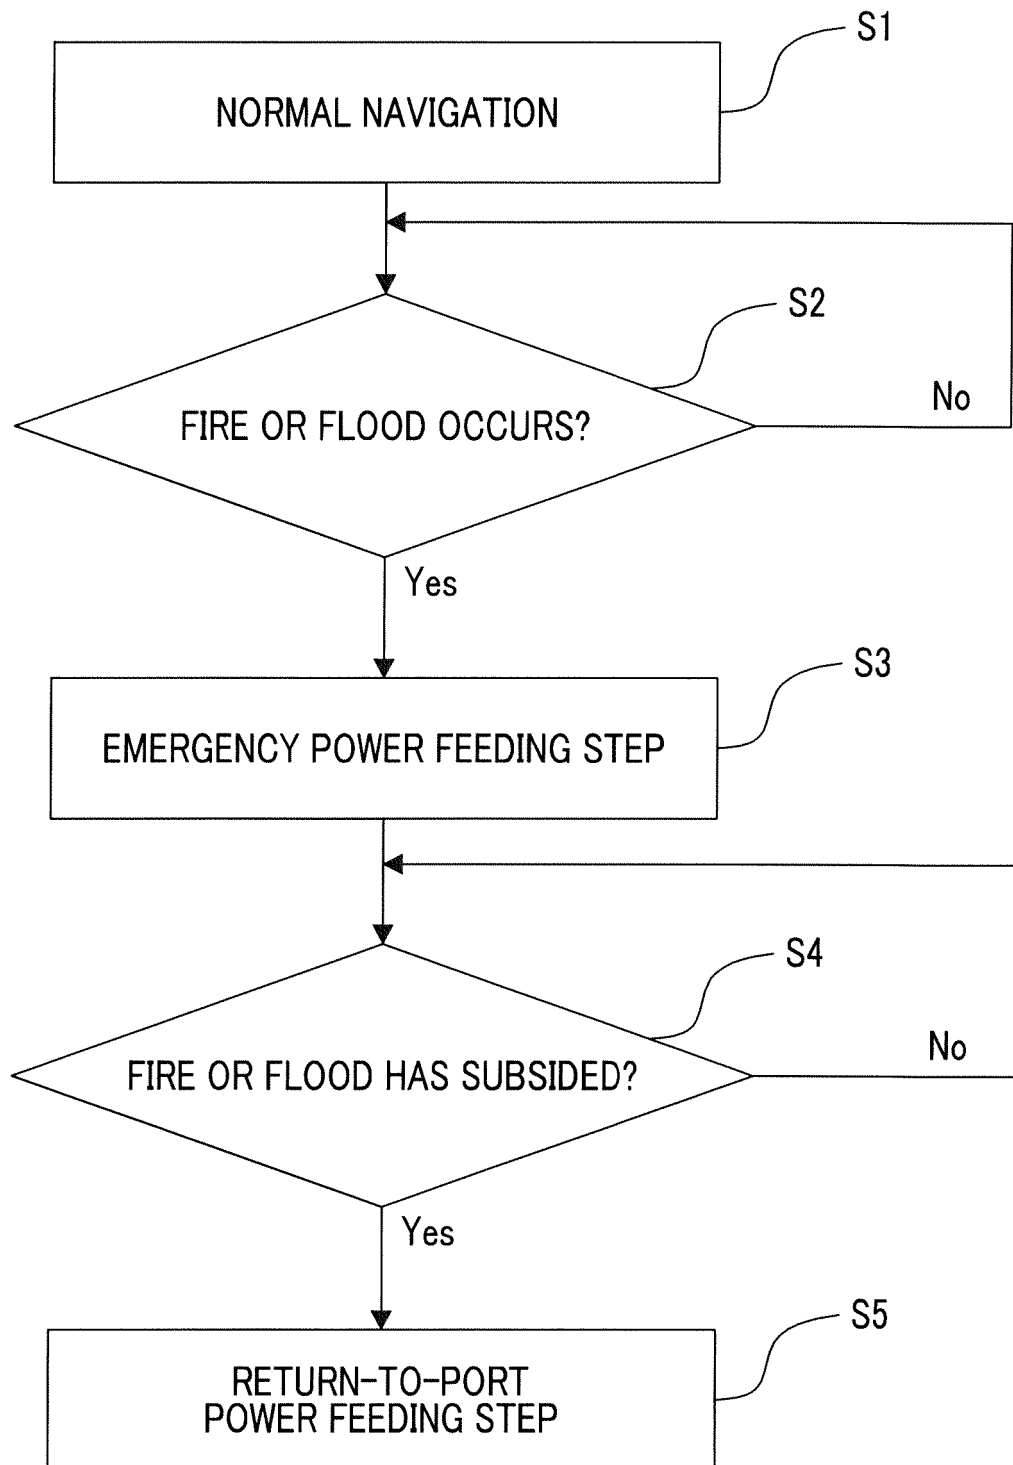 S1
NORMAL NAVIGATION
S2
FIRE OR FLOOD OCCURS?
No
Yes
S3
EMERGENCY POWER FEEDING STEP
S4
FIRE OR FLOOD HAS SUBSIDED?
No
Yes
S5
RETURN-TO-PORT
POWER FEEDING STEP